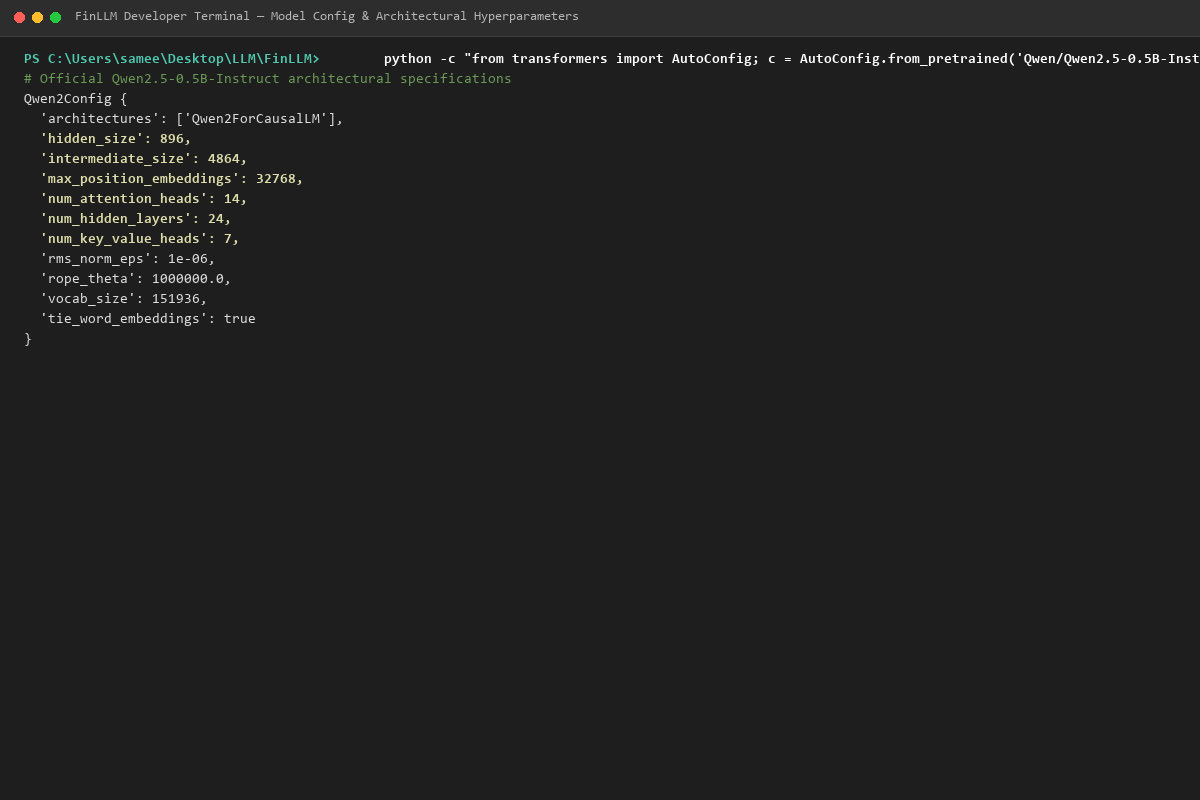 FinLLM Developer Terminal — Model Config & Architectural Hyperparameters
PS C:\Users\samee\Desktop\LLM\FinLLM> python -c "from transformers import AutoConfig; c = AutoConfig.from_pretrained('Qwen/Qwen2.5-0.5B-Inst
# Official Qwen2.5-0.5B-Instruct architectural specifications
Qwen2Config {
  'architectures': ['Qwen2ForCausalLM'],
  'hidden_size': 896,
  'intermediate_size': 4864,
  'max_position_embeddings': 32768,
  'num_attention_heads': 14,
  'num_hidden_layers': 24,
  'num_key_value_heads': 7,
  'rms_norm_eps': 1e-06,
  'rope_theta': 1000000.0,
  'vocab_size': 151936,
  'tie_word_embeddings': true
}